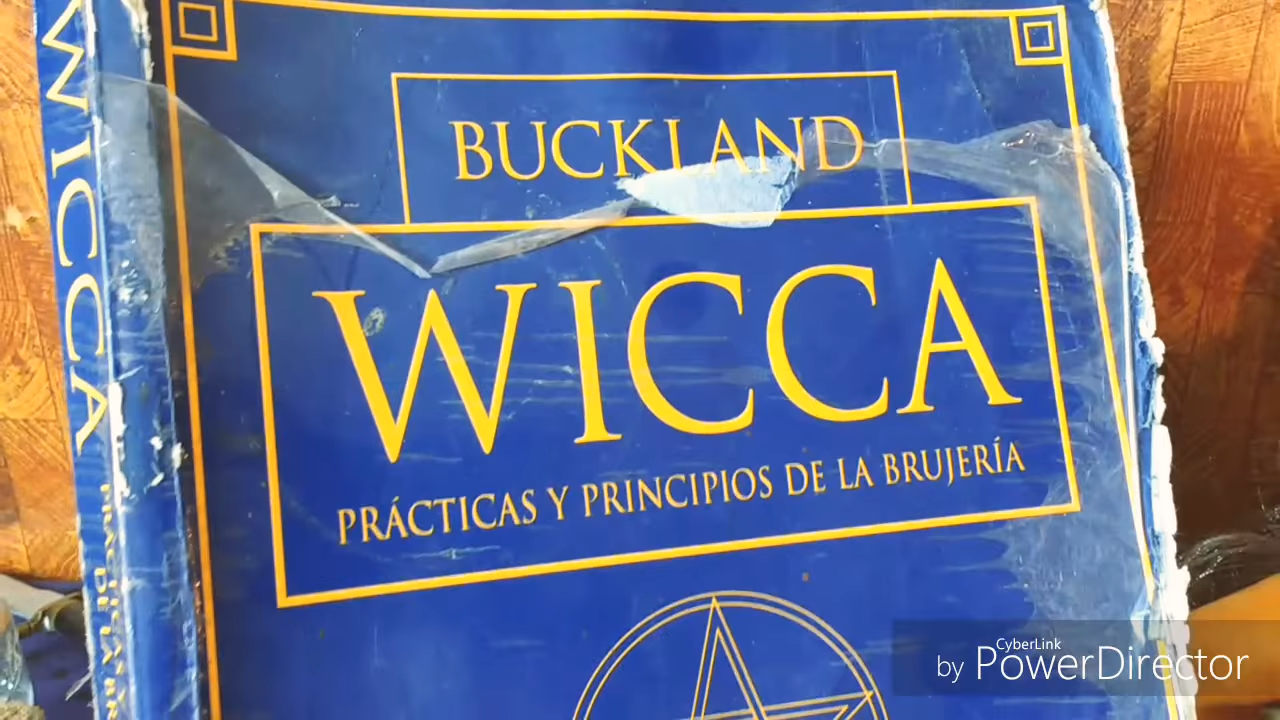 BUCKLAND
WICCA
PRÁCTICAS Y PRINCIPIOS DE LA BRUJERÍA
WICCA
CyberLink
by PowerDirector